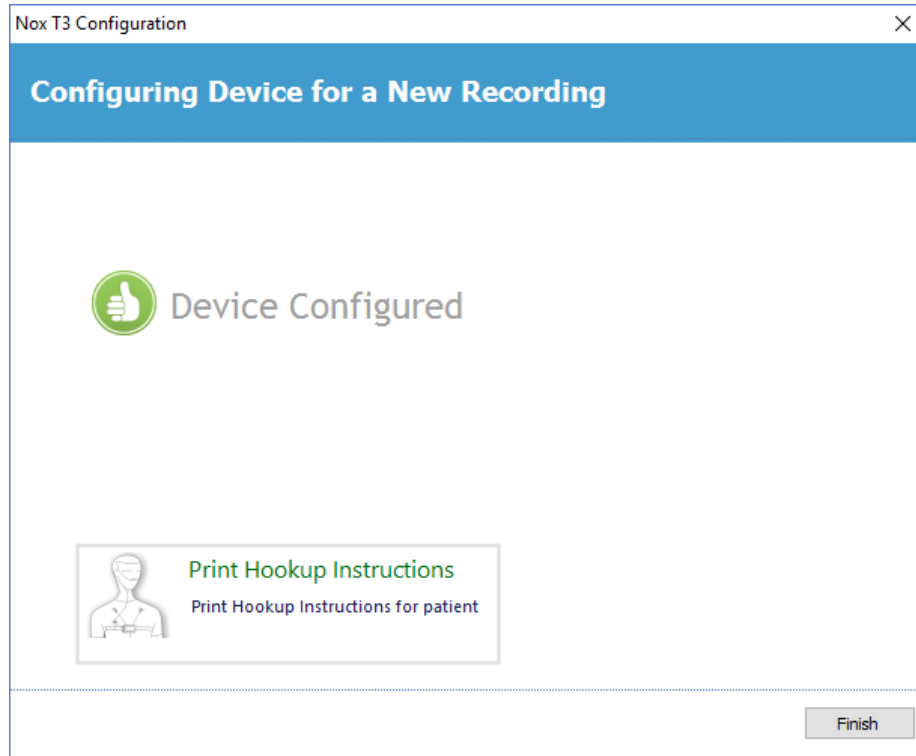 Nox T3 Configuration
Configuring Device for a New Recording
Device Configured
Print Hookup Instructions
Print Hookup Instructions for patient
Finish